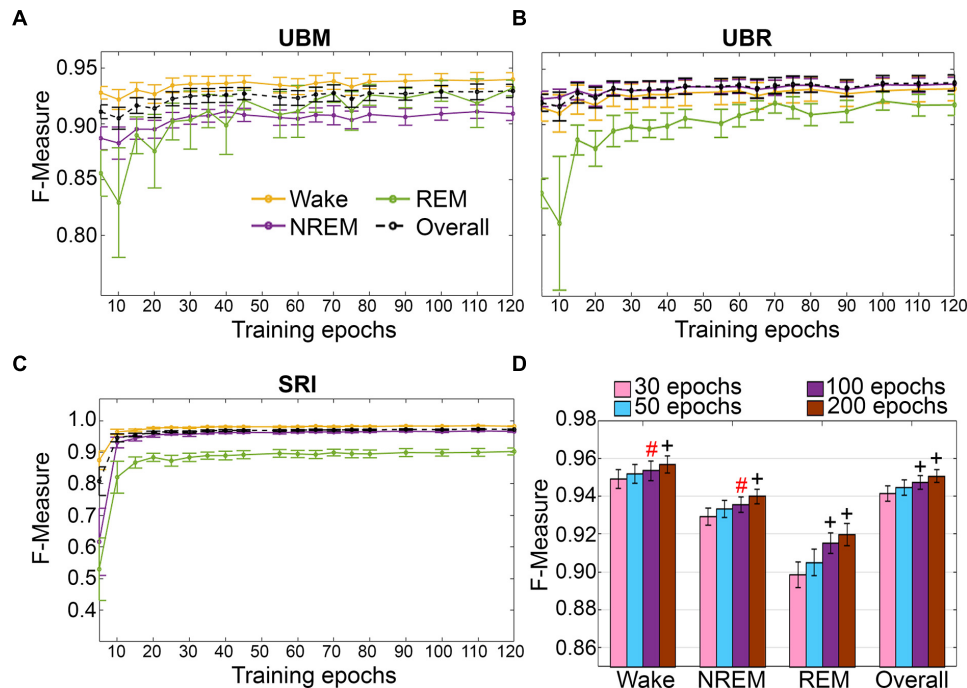 A
UBM
F-Measure
0.95
0.90
0.85
0.80
Wake
REM
NREM
Overall
10 20 30 40 50 60 70 80 90 100 110 120
Training epochs
B
UBR
10 20 30 40 50 60 70 80 90 100 110 120
Training epochs
C
SRI
F-Measure
1.0
0.9
0.8
0.7
0.6
0.5
0.4
10 20 30 40 50 60 70 80 90 100 110 120
Training epochs
D
30 epochs
100 epochs
50 epochs
200 epochs
F-Measure
0.98
0.96
0.94
0.92
0.90
0.88
0.86
# +
# +
+ +
+ +
Wake NREM REM Overall